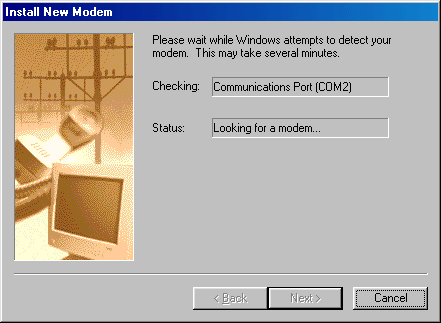 Install New Modem
Please wait while Windows attempts to detect your
modem. This may take several minutes.
Checking: Communications Port (COM2)
Status: Looking for a modem...
< Back Next > Cancel